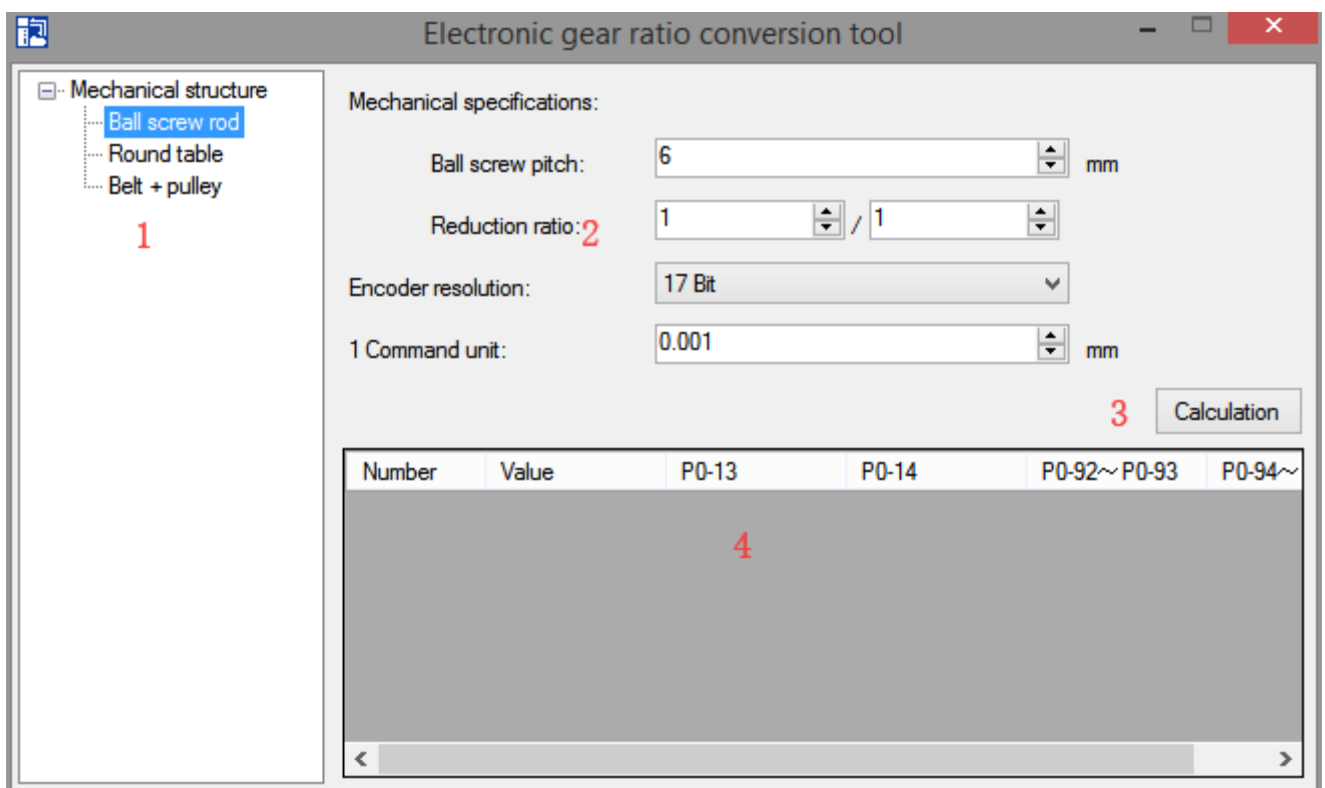 Electronic gear ratio conversion tool
Mechanical structure
Ball screw rod
Round table
Belt + pulley
1
Mechanical specifications:
Ball screw pitch: 6 mm
Reduction ratio: 2 1 / 1
Encoder resolution: 17 Bit
1 Command unit: 0.001 mm
3 Calculation
Number Value P0-13 P0-14 P0-92~P0-93 P0-94~
4